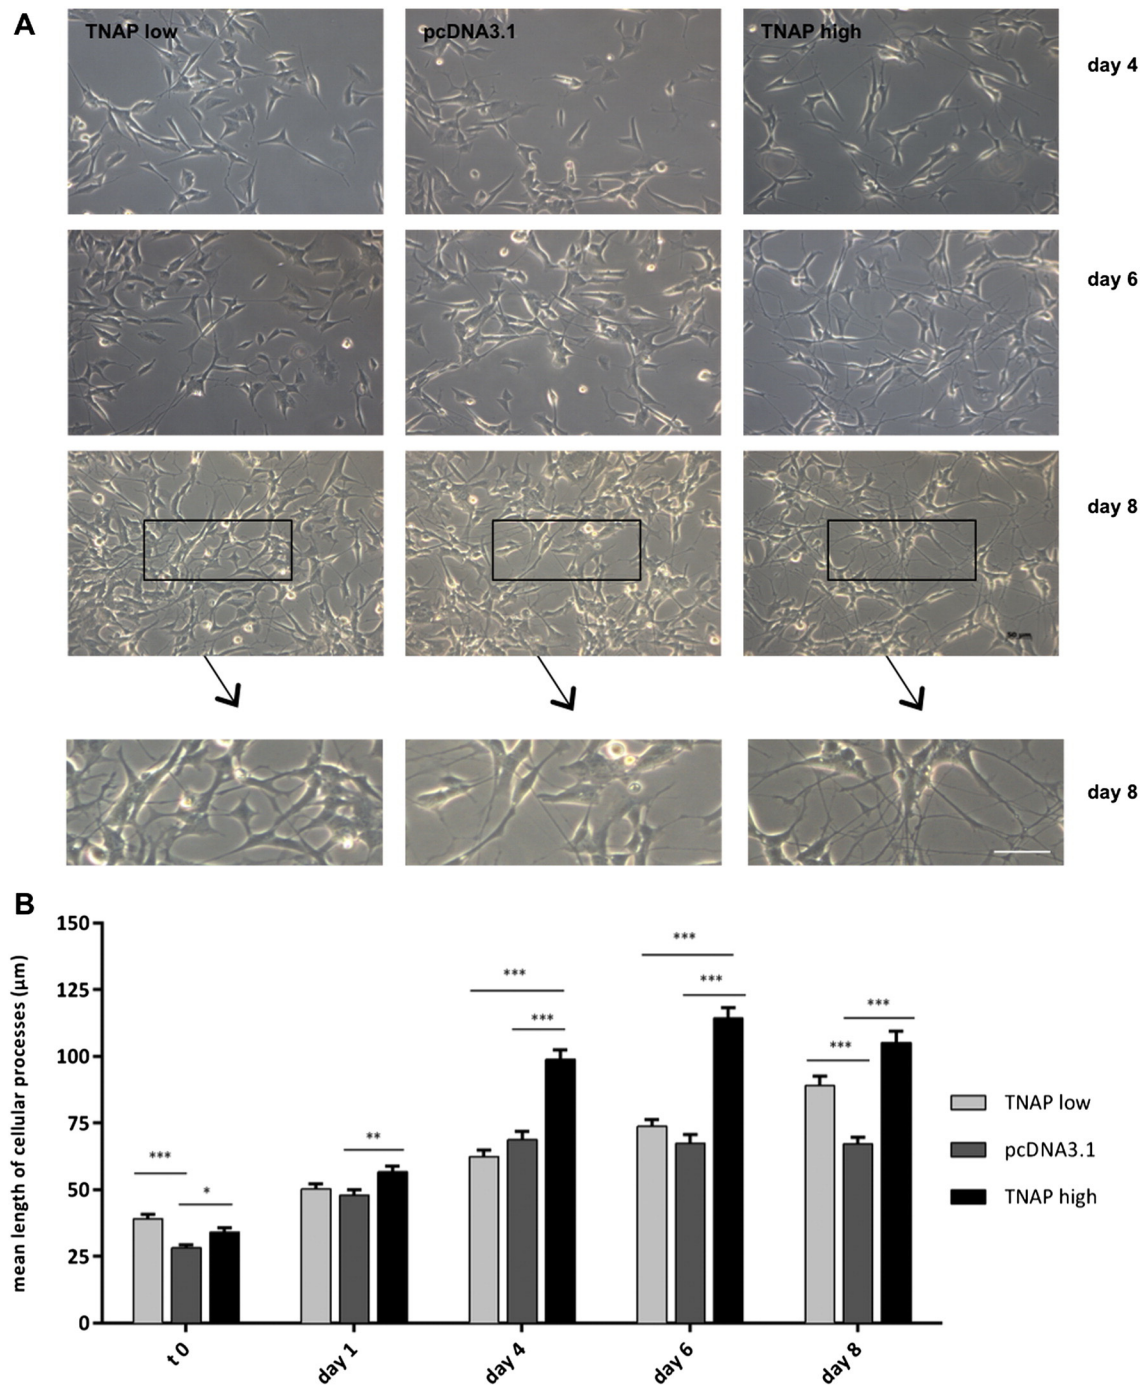 A
TNAP low
pcDNA3.1
TNAP high
day 4
day 6
day 8
50 µm
day 8
B
mean length of cellular processes (µm)
150
125
100
75
50
25
0
***
*
**
***
***
***
***
***
***
t 0
day 1
day 4
day 6
day 8
TNAP low
pcDNA3.1
TNAP high